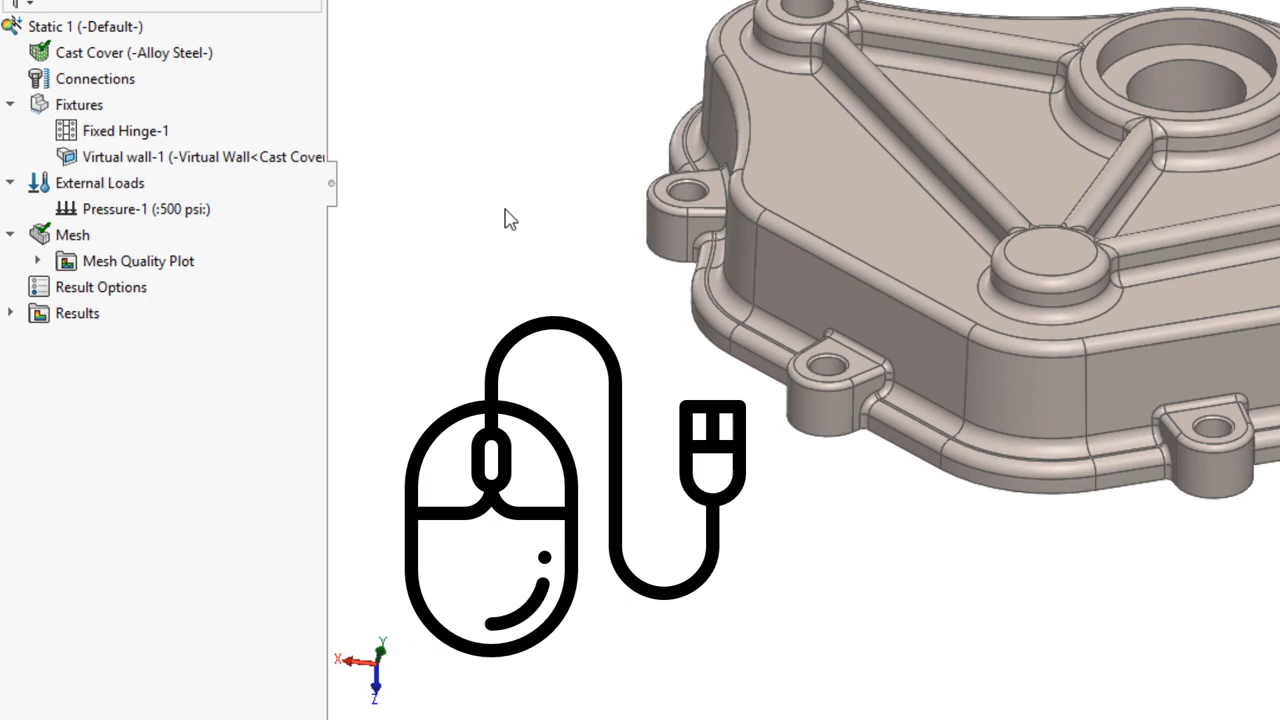 Static 1 (-Default-)
Cast Cover (-Alloy Steel-)
Connections
Fixtures
Fixed Hinge-1
Virtual wall-1 (-Virtual Wall<Cast Cover
External Loads
Pressure-1 (:500 psi:)
Mesh
Mesh Quality Plot
Result Options
Results
Y
X
Z